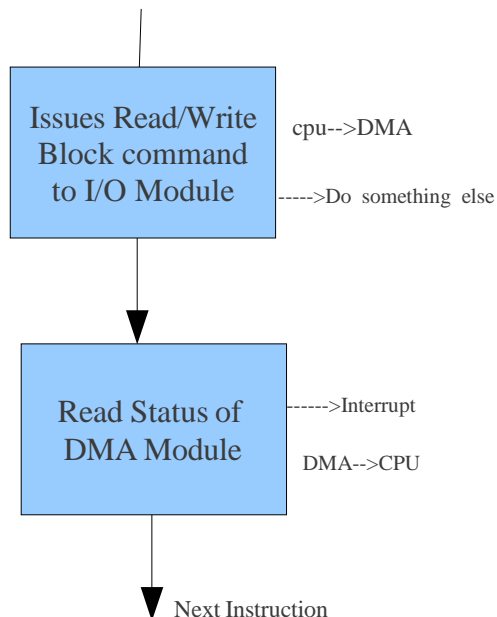 Issues Read/Write
Block command
to I/O Module
cpu-->DMA
----->Do something else
Read Status of
DMA Module
------>Interrupt
DMA-->CPU
Next Instruction